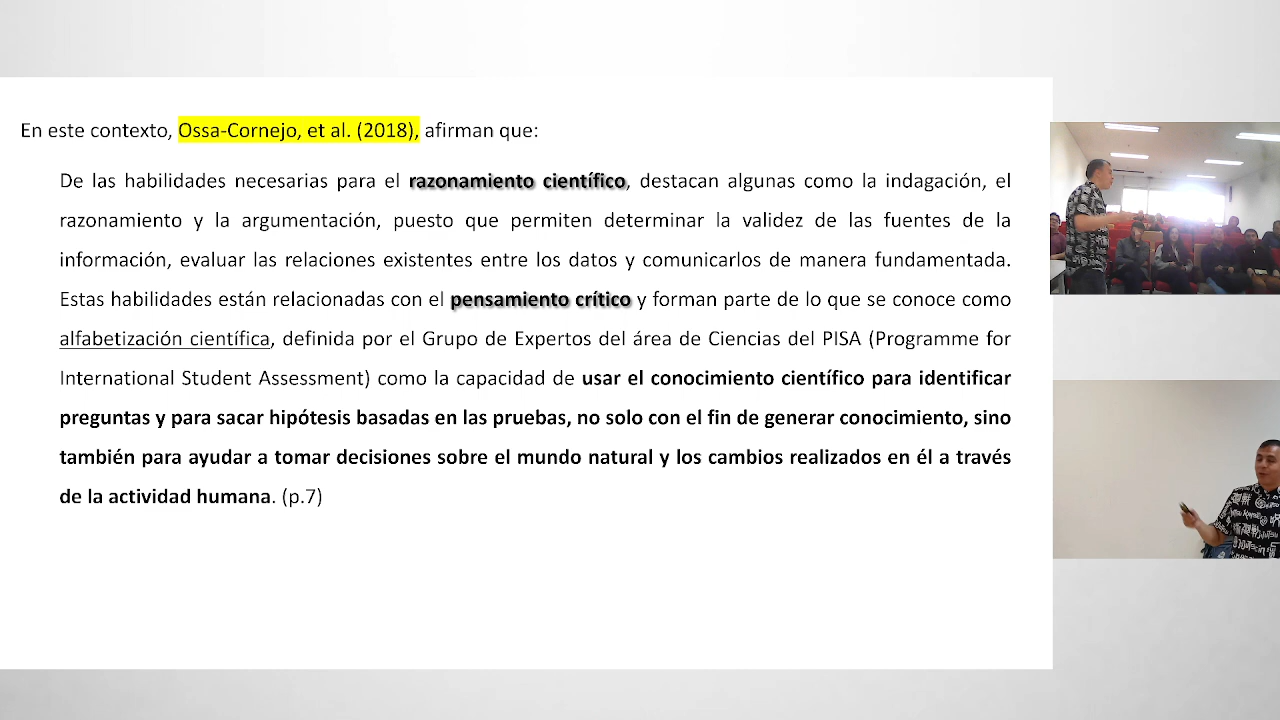 En este contexto, Ossa-Cornejo, et al. (2018), afirman que:
De las habilidades necesarias para el razonamiento científico, destacan algunas como la indagación, el
razonamiento y la argumentación, puesto que permiten determinar la validez de las fuentes de la
información, evaluar las relaciones existentes entre los datos y comunicarlos de manera fundamentada.
Estas habilidades están relacionadas con el pensamiento crítico y forman parte de lo que se conoce como
alfabetización científica, definida por el Grupo de Expertos del área de Ciencias del PISA (Programme for
International Student Assessment) como la capacidad de usar el conocimiento científico para identificar
preguntas y para sacar hipótesis basadas en las pruebas, no solo con el fin de generar conocimiento, sino
también para ayudar a tomar decisiones sobre el mundo natural y los cambios realizados en él a través
de la actividad humana. (p.7)